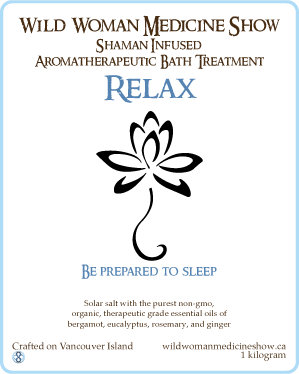 Wild Woman Medicine Show
Shaman Infused
Aromatherapeutic Bath Treatment
Relax
Be prepared to sleep
Solar salt with the purest non-gmo,
organic, therapeutic grade essential oils of
bergamot, eucalyptus, rosemary, and ginger
Crafted on Vancouver Island
wildwomanmedicineshow.ca
1 kilogram